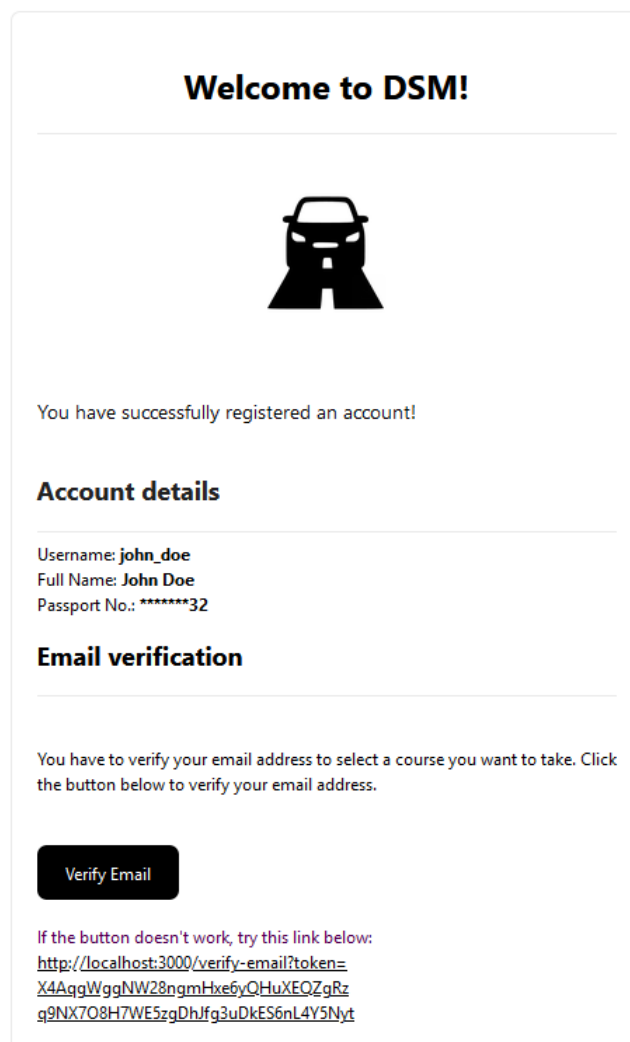 Welcome to DSM!
You have successfully registered an account!
Account details
Username: john_doe
Full Name: John Doe
Passport No.: *******32
Email verification
You have to verify your email address to select a course you want to take. Click
the button below to verify your email address.
Verify Email
If the button doesn't work, try this link below:
http://localhost:3000/verify-email?token=
X4AqgWggNW28ngmHxe6yQHuXEQZgRz
q9NX7O8H7WE5zgDhJfg3uDkES6nL4Y5Nyt